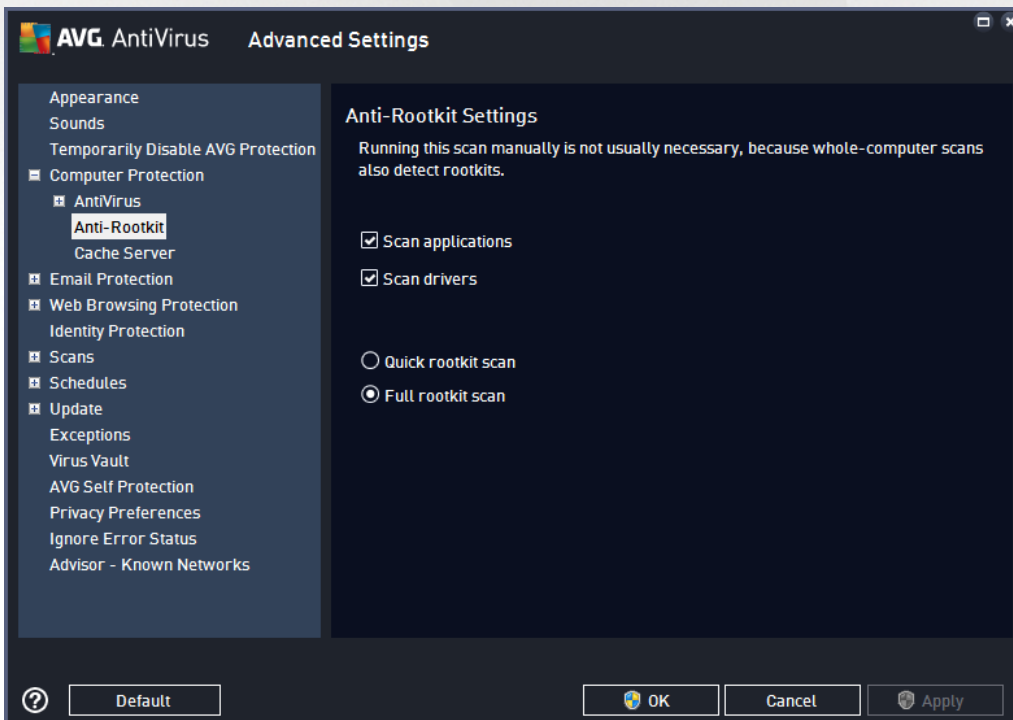 AVG AntiVirus Advanced Settings
Appearance
Sounds
Temporarily Disable AVG Protection
Computer Protection
AntiVirus
Anti-Rootkit
Cache Server
Email Protection
Web Browsing Protection
Identity Protection
Scans
Schedules
Update
Exceptions
Virus Vault
AVG Self Protection
Privacy Preferences
Ignore Error Status
Advisor - Known Networks
Anti-Rootkit Settings
Running this scan manually is not usually necessary, because whole-computer scans
also detect rootkits.
Scan applications
Scan drivers
Quick rootkit scan
Full rootkit scan
? Default OK Cancel Apply